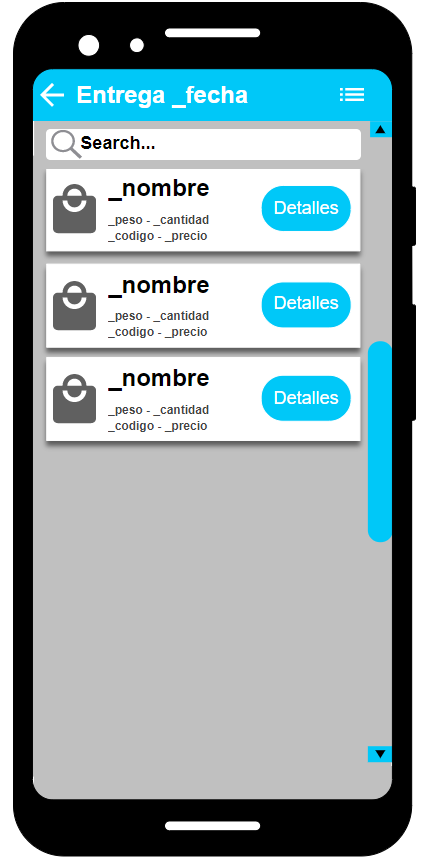 Entrega _fecha
Search...
_nombre
_peso - _cantidad
_codigo - _precio
Detalles
_nombre
_peso - _cantidad
_codigo - _precio
Detalles
_nombre
_peso - _cantidad
_codigo - _precio
Detalles